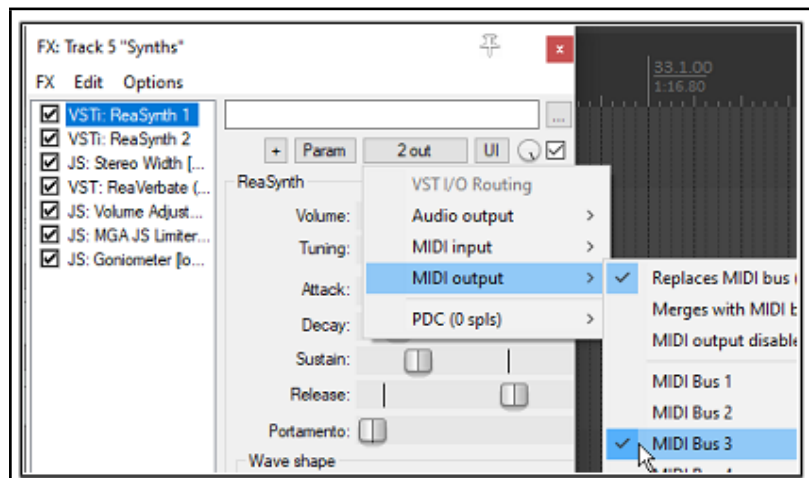 FX: Track 5 "Synths"
FX Edit Options
VSTi: ReaSynth 1
VSTi: ReaSynth 2
JS: Stereo Width [...
VST: ReaVerbate (...
JS: Volume Adjust...
JS: MGA JS Limiter...
JS: Goniometer [lo...
...
+ Param 2 out UI
ReaSynth
Volume:
Tuning:
Attack:
Decay:
Sustain:
Release:
Portamento:
Wave shape
VST I/O Routing
Audio output >
MIDI input >
MIDI output >
PDC (0 spls) >
Replaces MIDI bus (
Merges with MIDI b
MIDI output disable
MIDI Bus 1
MIDI Bus 2
MIDI Bus 3
33.1.00
1:16.80